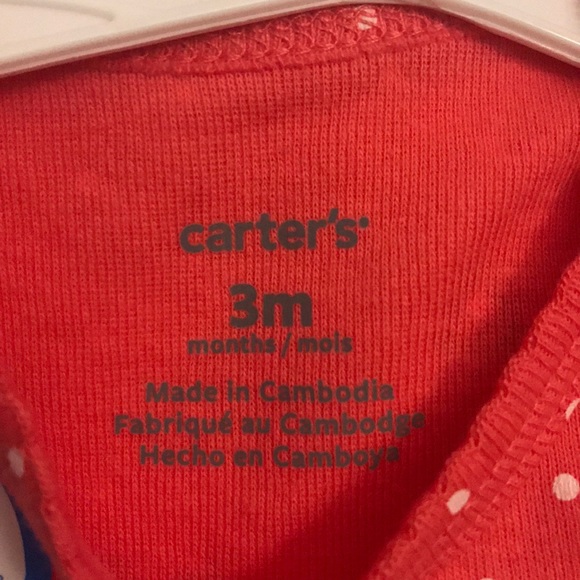 carter's
3m
months / mois
Made in Cambodia
Fabriqué au Cambodge
Hecho en Camboya